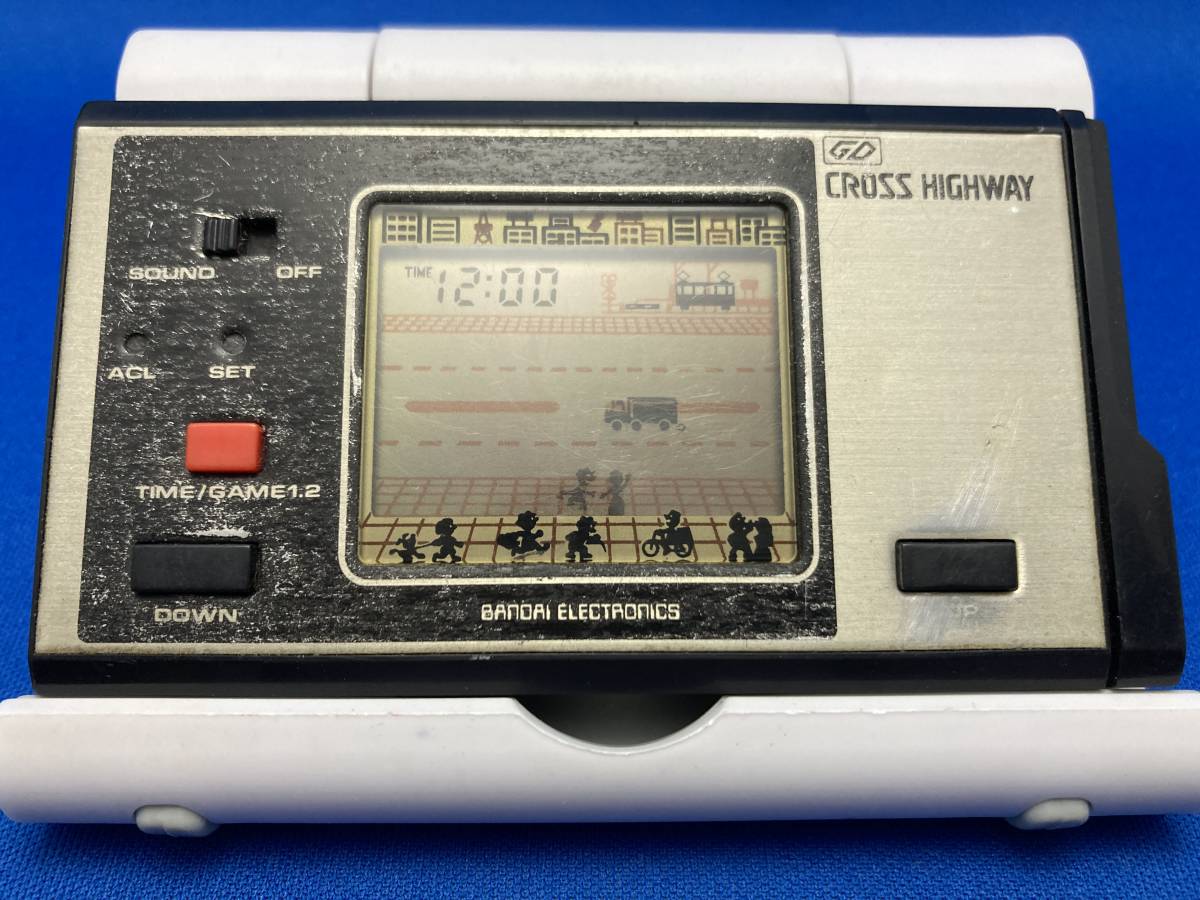 GD
CROSS HIGHWAY
SOUND OFF
TIME 12:00
ACL SET
TIME/GAME1.2
DOWN
BANDAI ELECTRONICS